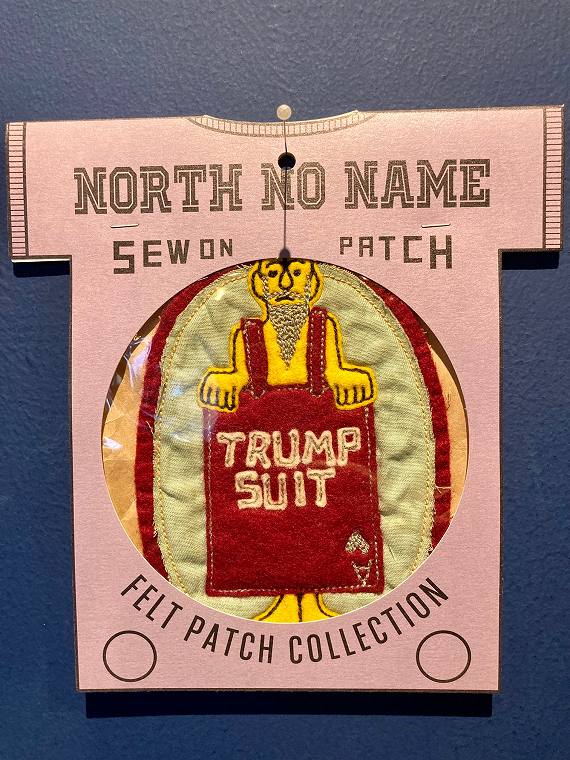 NORTH NO NAME
SEW ON PATCH
TRUMP
SUIT
A
FELT PATCH COLLECTION